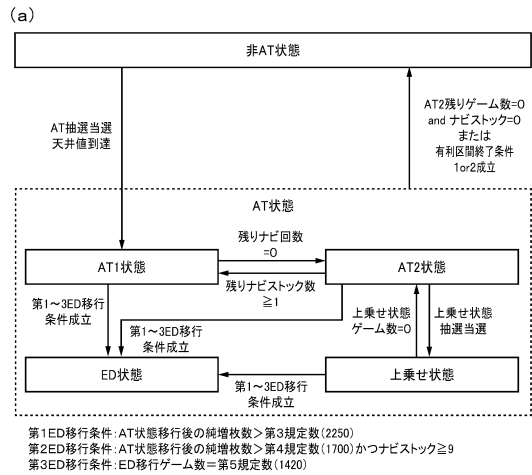 (a)
非AT状態
AT抽選当選
天井値到達
AT2残りゲーム数=0
and ナビストック=0
または
有利区間終了条件
1or2成立
AT状態
残りナビ回数
=0
AT1状態
AT2状態
残りナビストック数
≧1
第1～3ED移行
条件成立
第1～3ED移行
条件成立
上乗せ状態
ゲーム数=0
上乗せ状態
抽選当選
ED状態
上乗せ状態
第1～3ED移行
条件成立
第1ED移行条件:AT状態移行後の純増枚数＞第3規定数(2250)
第2ED移行条件:AT状態移行後の純増枚数＞第4規定数(1700)かつナビストック≧9
第3ED移行条件:ED移行ゲーム数＝第5規定数(1420)